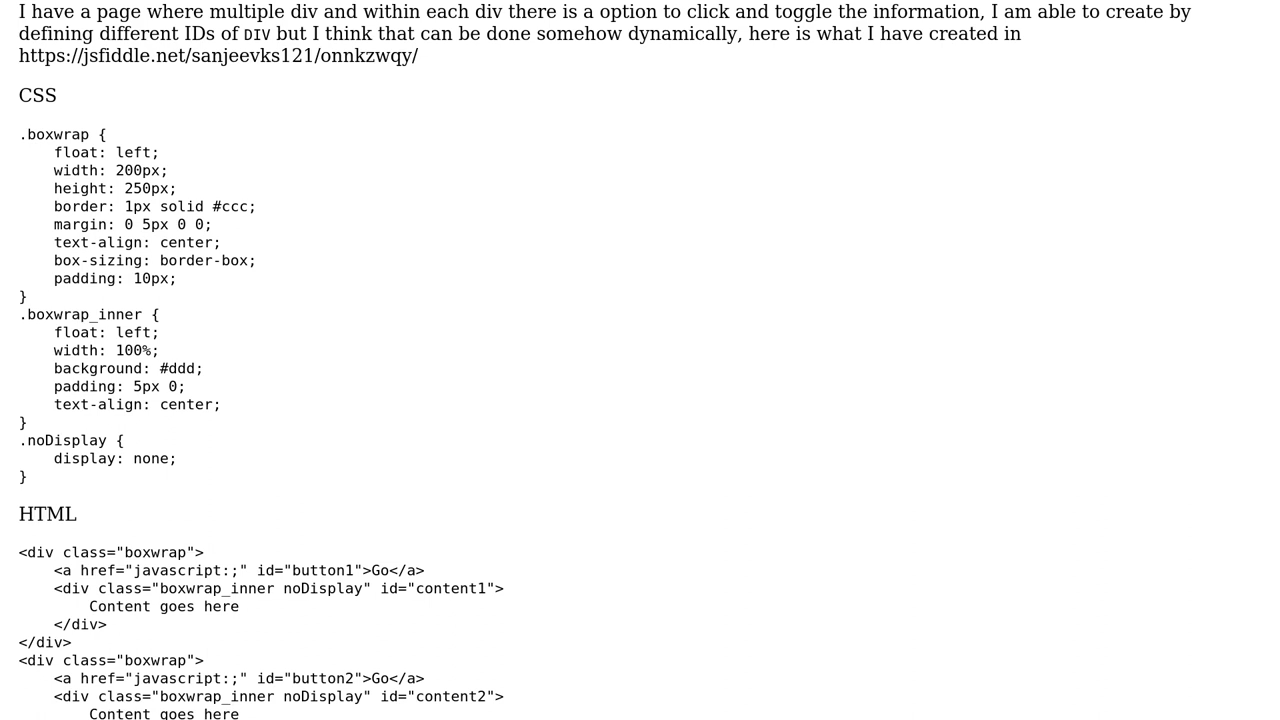 I have a page where multiple div and within each div there is a option to click and toggle the information, I am able to create by
defining different IDs of DIV but I think that can be done somehow dynamically, here is what I have created in
https://jsfiddle.net/sanjeevks121/onnkzwqy/
CSS
.boxwrap {
    float: left;
    width: 200px;
    height: 250px;
    border: 1px solid #ccc;
    margin: 0 5px 0 0;
    text-align: center;
    box-sizing: border-box;
    padding: 10px;
}
.boxwrap_inner {
    float: left;
    width: 100%;
    background: #ddd;
    padding: 5px 0;
    text-align: center;
}
.noDisplay {
    display: none;
}
HTML
<div class="boxwrap">
    <a href="javascript:;" id="button1">Go</a>
    <div class="boxwrap_inner noDisplay" id="content1">
        Content goes here
    </div>
</div>
<div class="boxwrap">
    <a href="javascript:;" id="button2">Go</a>
    <div class="boxwrap_inner noDisplay" id="content2">
        Content goes here